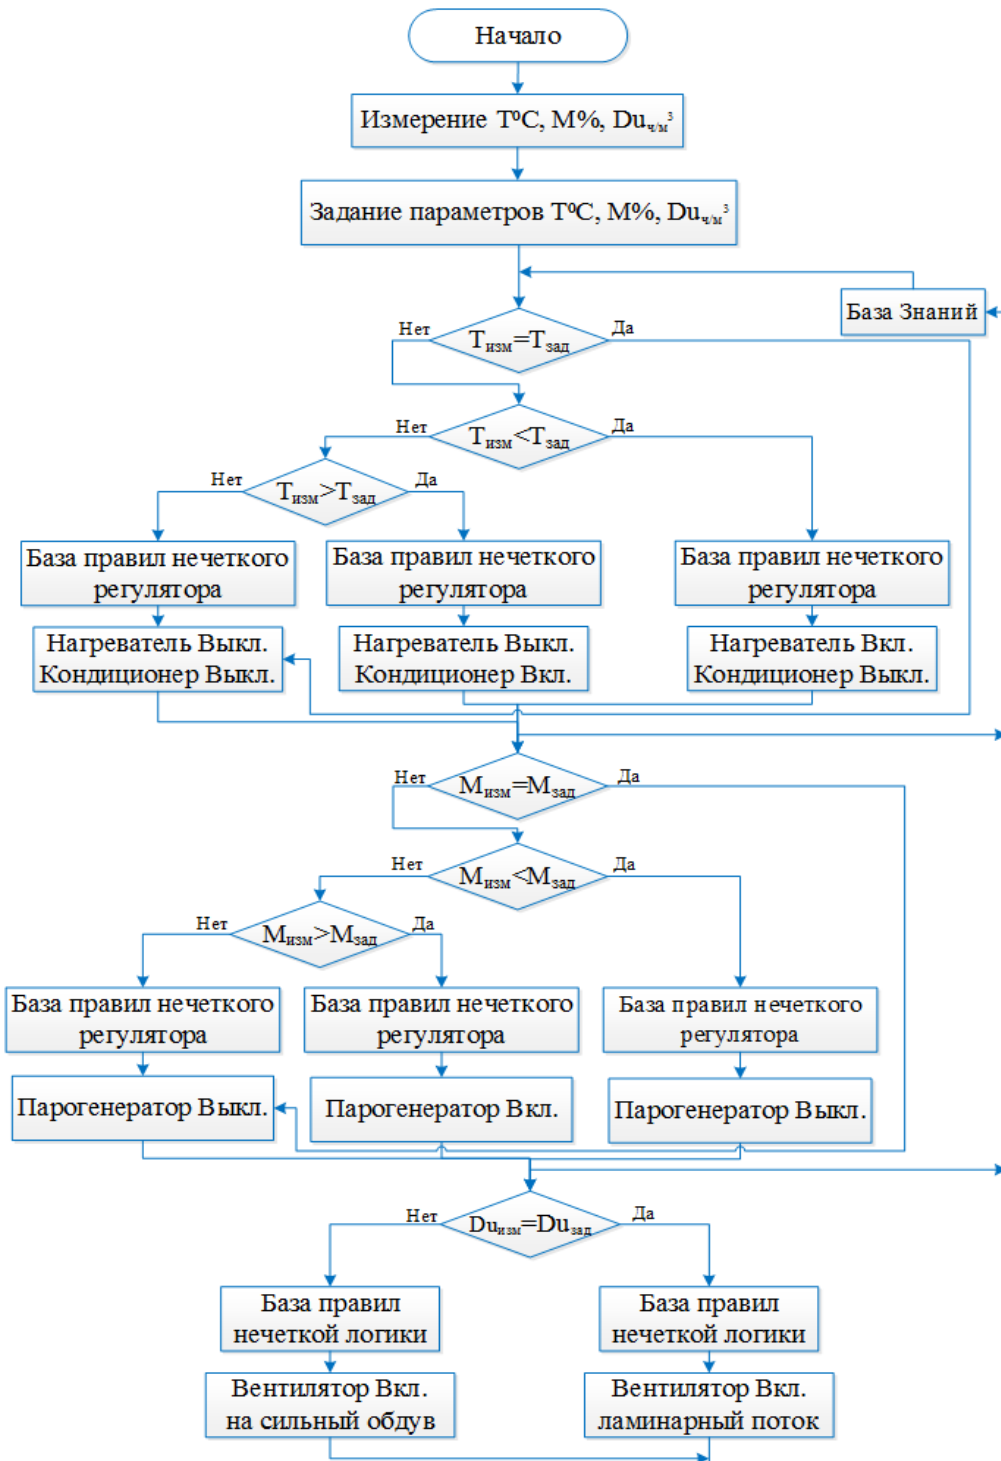 Начало
Измерение T⁰C, M%, Du ч/м³
Задание параметров T⁰C, M%, Du ч/м³
База Знаний
Нет
Tизм=Tзад
Да
Нет
Tизм<Tзад
Да
Нет
Tизм>Tзад
Да
База правил нечеткого
регулятора
База правил нечеткого
регулятора
База правил нечеткого
регулятора
Нагреватель Выкл.
Кондиционер Выкл.
Нагреватель Выкл.
Кондиционер Вкл.
Нагреватель Вкл.
Кондиционер Выкл.
Нет
Mизм=Mзад
Да
Нет
Mизм<Mзад
Да
Нет
Mизм>Mзад
Да
База правил нечеткого
регулятора
База правил нечеткого
регулятора
База правил нечеткого
регулятора
Парогенератор Выкл.
Парогенератор Вкл.
Парогенератор Выкл.
Нет
Duизм=Duзад
Да
База правил
нечеткой логики
База правил
нечеткой логики
Вентилятор Вкл.
на сильный обдув
Вентилятор Вкл.
ламинарный поток